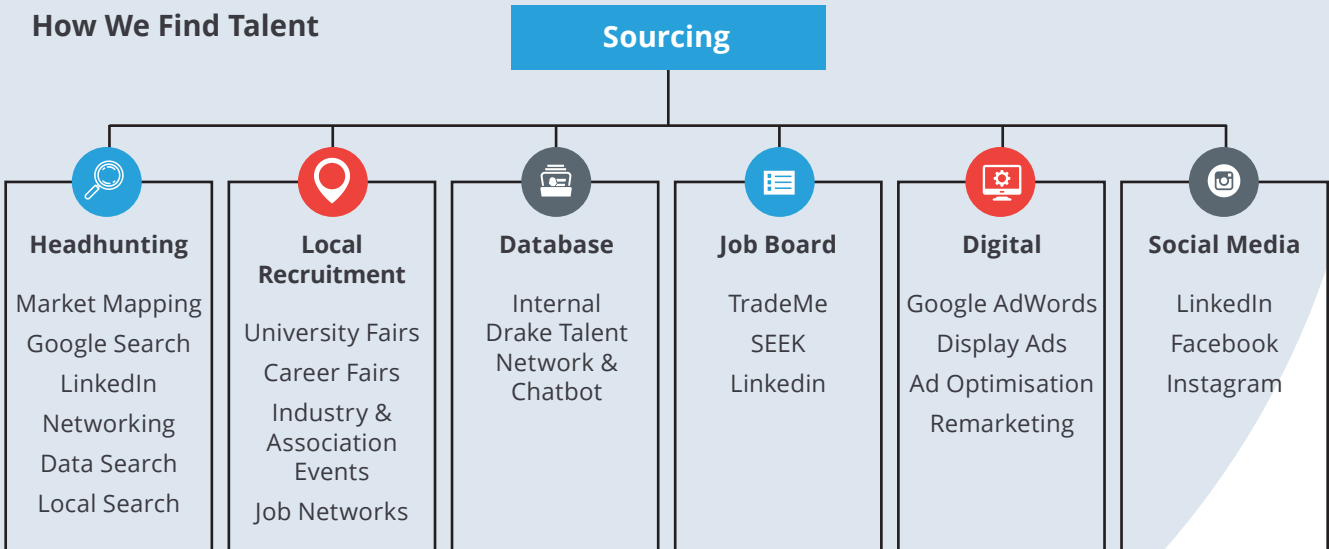 How We Find Talent
Sourcing
Headhunting
Market Mapping
Google Search
LinkedIn
Networking
Data Search
Local Search
Local
Recruitment
University Fairs
Career Fairs
Industry &
Association
Events
Job Networks
Database
Internal
Drake Talent
Network &
Chatbot
Job Board
TradeMe
SEEK
Linkedin
Digital
Google AdWords
Display Ads
Ad Optimisation
Remarketing
Social Media
LinkedIn
Facebook
Instagram